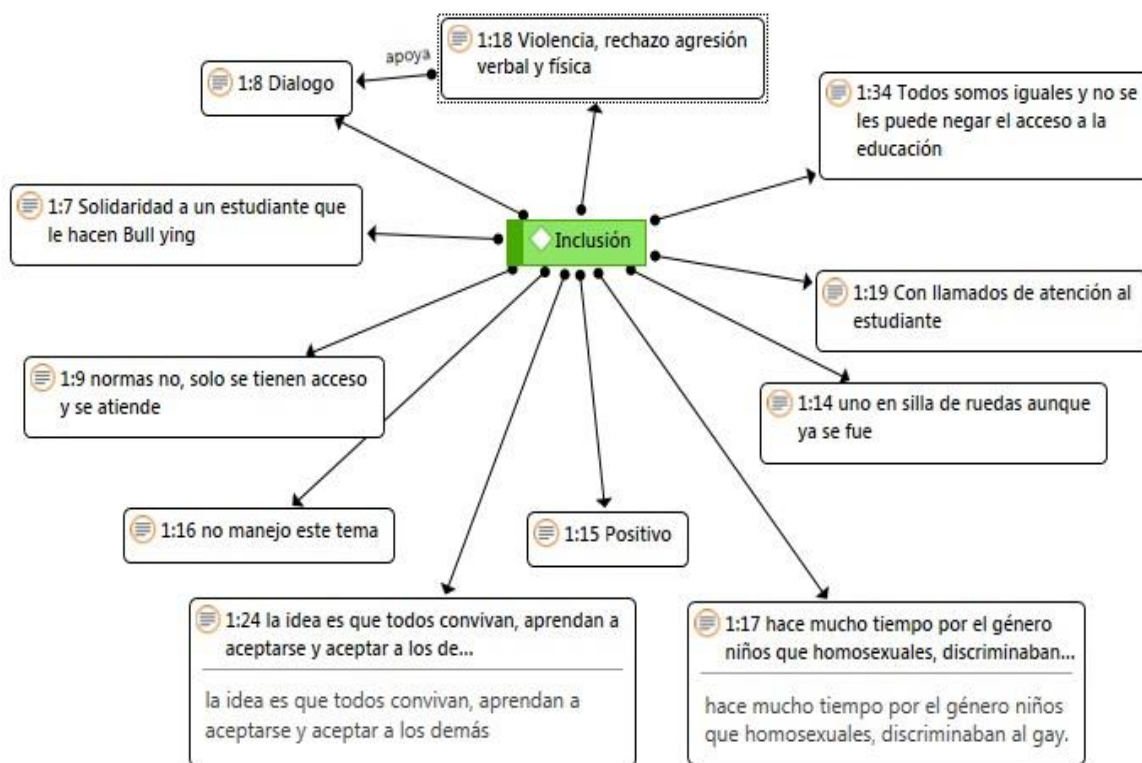 1:18 Violencia, rechazo agresión
verbal y física
apoya
1:8 Dialogo
1:34 Todos somos iguales y no se
les puede negar el acceso a la
educación
1:7 Solidaridad a un estudiante que
le hacen Bull ying
Inclusión
1:19 Con llamados de atención al
estudiante
1:9 normas no, solo se tienen acceso
y se atiende
1:14 uno en silla de ruedas aunque
ya se fue
1:16 no manejo este tema
1:15 Positivo
1:24 la idea es que todos convivan, aprendan a
aceptarse y aceptar a los de...
la idea es que todos convivan, aprendan a
aceptarse y aceptar a los demás
1:17 hace mucho tiempo por el género
niños que homosexuales, discriminaban...
hace mucho tiempo por el género niños
que homosexuales, discriminaban al gay.